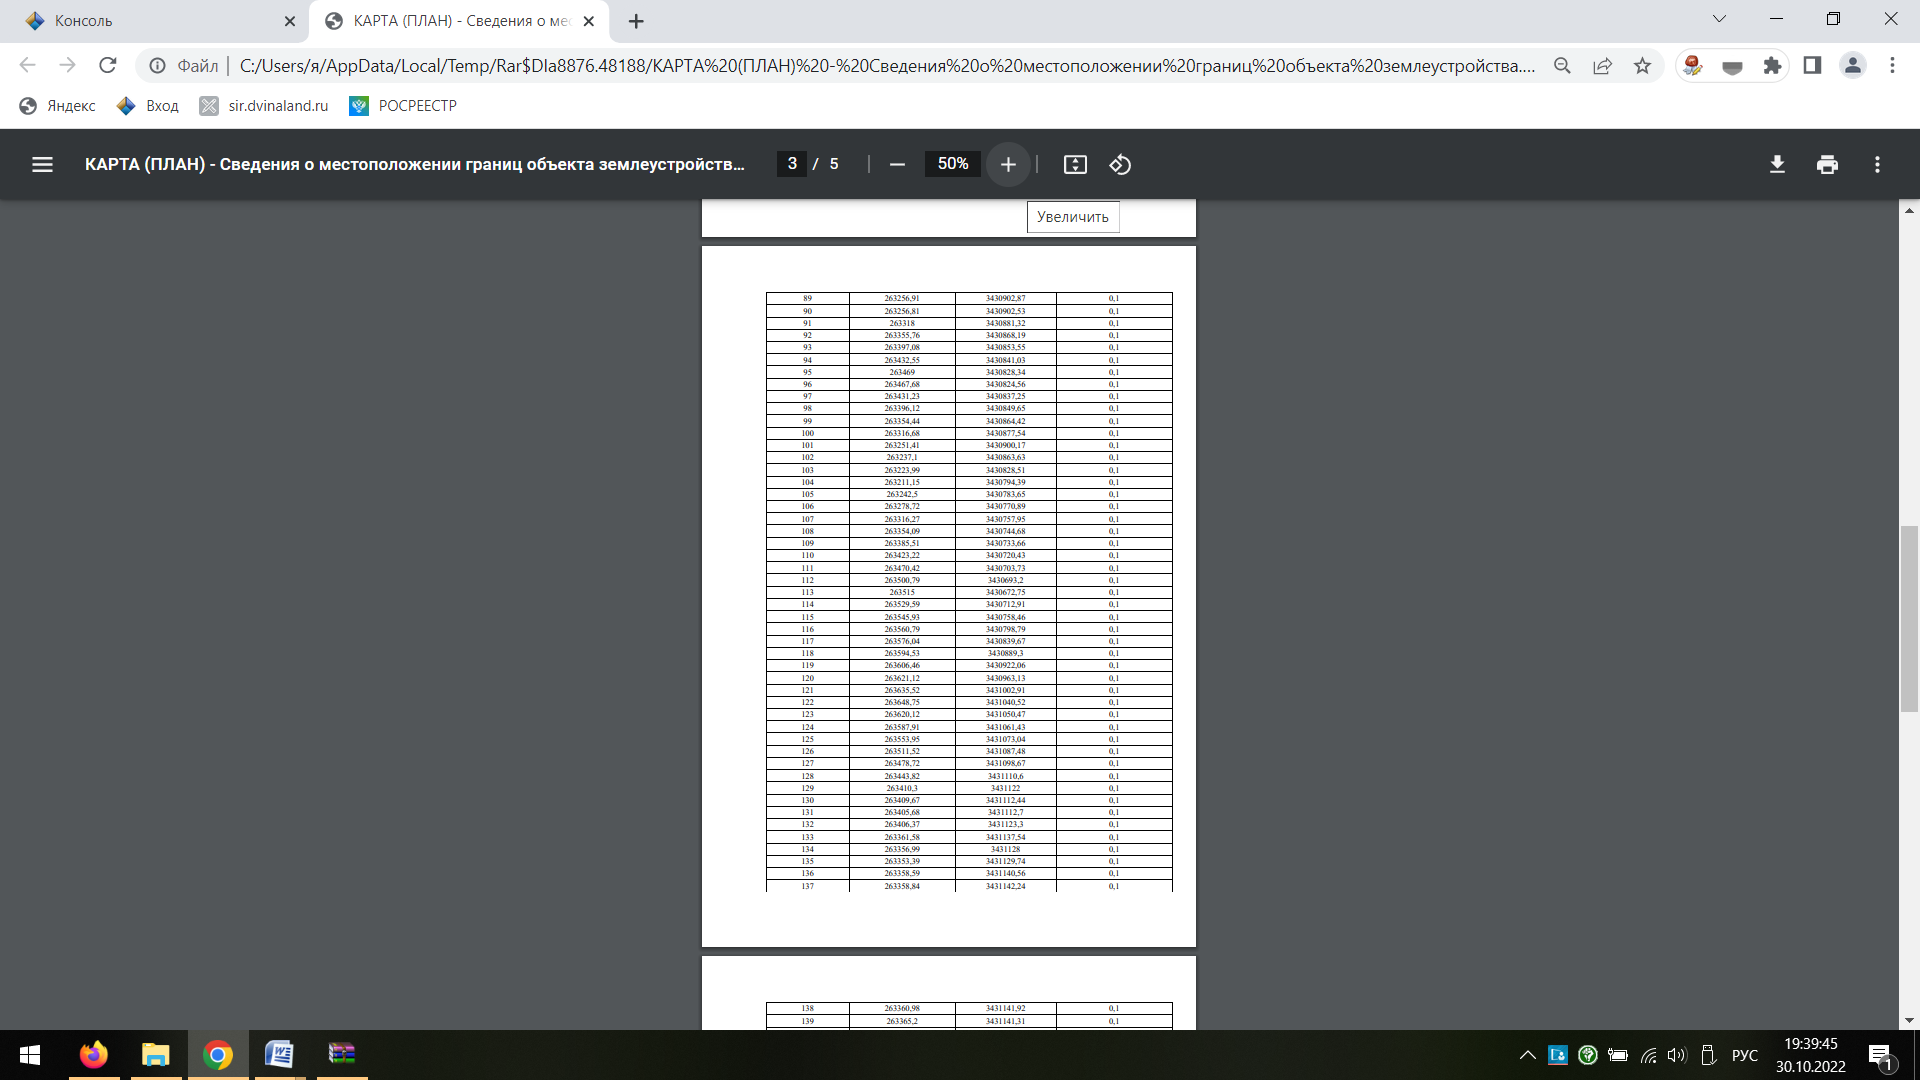 Консоль
КАРТА (ПЛАН) - Сведения о ме
Файл C:/Users/я/AppData/Local/Temp/Rar$DIa8876.48188/КАРТА%20(ПЛАН)%20-%20Сведения%20о%20местоположении%20границ%20объекта%20землеустройства....
Яндекс Вход sir.dvinaland.ru РОСРЕЕСТР
КАРТА (ПЛАН) - Сведения о местоположении границ объекта землеустройств... 3 / 5 50%
Увеличить
89 263256,91 3430902,87 0,1
90 263256,81 3430902,53 0,1
91 263318 3430881,32 0,1
92 263355,76 3430868,19 0,1
93 263397,08 3430853,55 0,1
94 263432,55 3430841,03 0,1
95 263469 3430828,34 0,1
96 263467,68 3430824,56 0,1
97 263431,23 3430837,25 0,1
98 263396,12 3430849,65 0,1
99 263354,44 3430864,42 0,1
100 263316,68 3430877,54 0,1
101 263251,41 3430900,17 0,1
102 263237,1 3430863,63 0,1
103 263223,99 3430828,51 0,1
104 263211,15 3430794,39 0,1
105 263242,5 3430783,65 0,1
106 263278,72 3430770,89 0,1
107 263316,27 3430757,95 0,1
108 263354,09 3430744,68 0,1
109 263385,51 3430733,66 0,1
110 263423,22 3430720,43 0,1
111 263470,42 3430703,73 0,1
112 263500,79 3430693,2 0,1
113 263515 3430672,75 0,1
114 263529,59 3430712,91 0,1
115 263545,93 3430758,46 0,1
116 263560,79 3430798,79 0,1
117 263576,04 3430839,67 0,1
118 263594,53 3430889,3 0,1
119 263606,46 3430922,06 0,1
120 263621,12 3430963,13 0,1
121 263635,52 3431002,91 0,1
122 263648,75 3431040,52 0,1
123 263620,12 3431050,47 0,1
124 263587,91 3431061,43 0,1
125 263553,95 3431073,04 0,1
126 263511,52 3431087,48 0,1
127 263478,72 3431098,67 0,1
128 263443,82 3431110,6 0,1
129 263410,3 3431122 0,1
130 263409,67 3431112,44 0,1
131 263405,68 3431112,7 0,1
132 263406,37 3431123,3 0,1
133 263361,58 3431137,54 0,1
134 263356,99 3431128 0,1
135 263353,39 3431129,74 0,1
136 263358,59 3431140,56 0,1
137 263358,84 3431142,24 0,1
138 263360,98 3431141,92 0,1
139 263365,2 3431141,31 0,1
РУС
19:39:45
30.10.2022
1